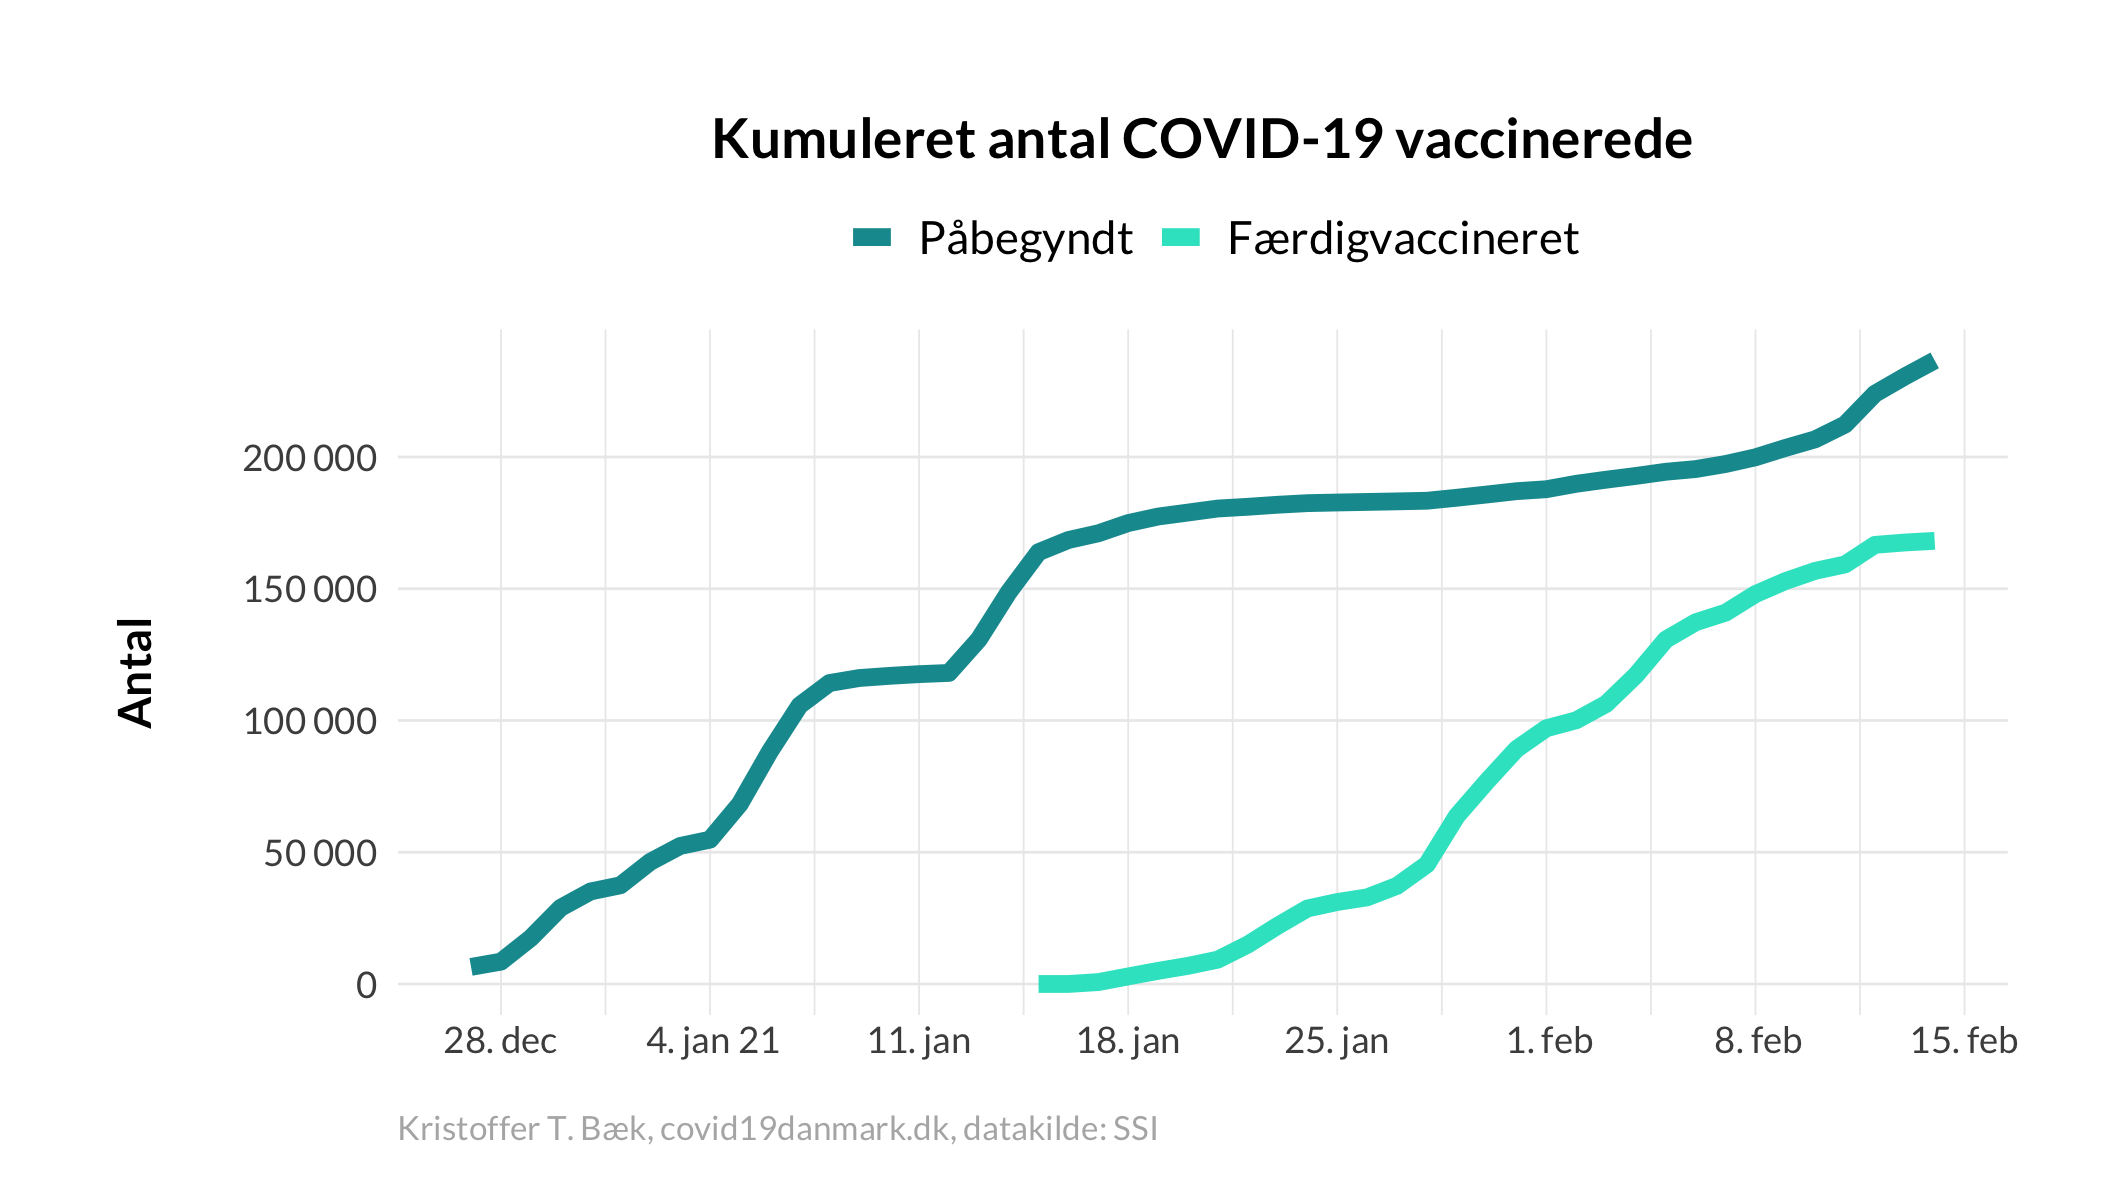 Kumuleret antal COVID-19 vaccinerede
Påbegyndt Færdigvaccineret
Antal
200 000
150 000
100 000
50 000
0
28. dec 4. jan 21 11. jan 18. jan 25. jan 1. feb 8. feb 15. feb
Kristoffer T. Bæk, covid19danmark.dk, datakilde: SSI